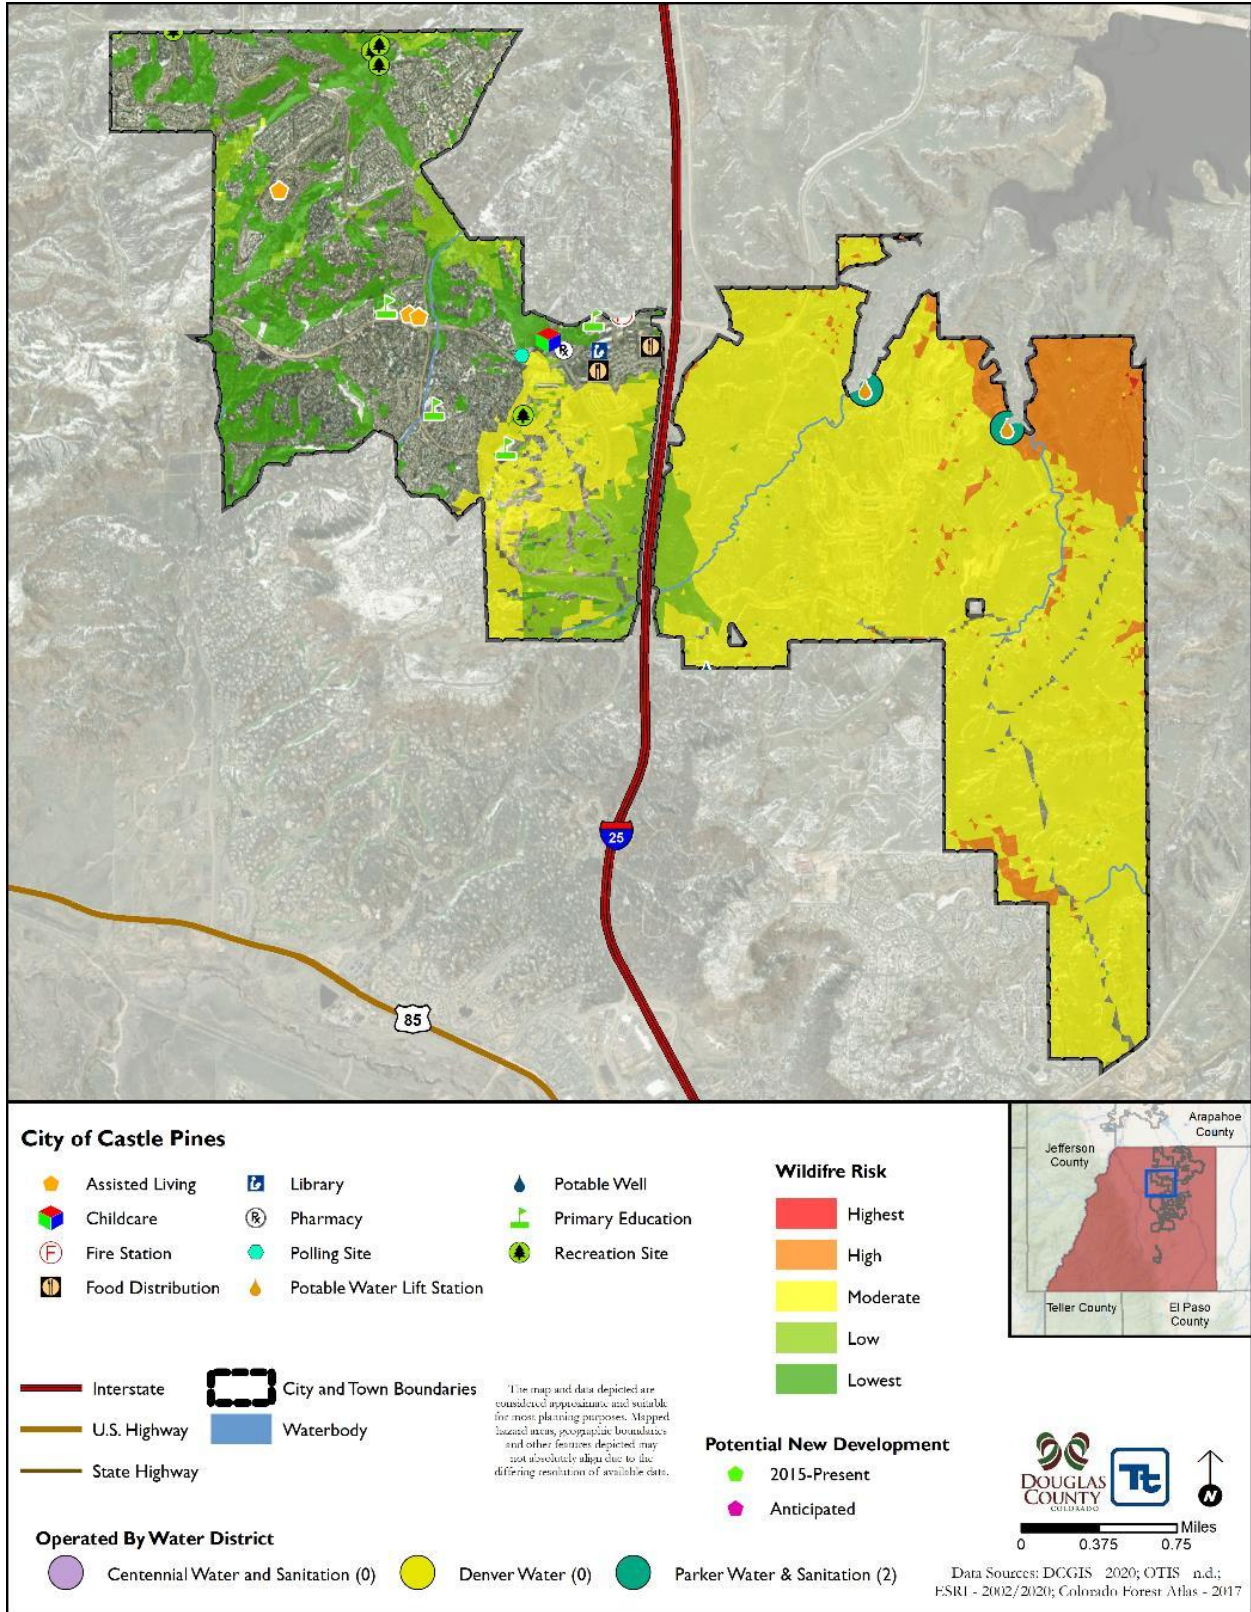 25
85
City of Castle Pines
Assisted Living
Childcare
Fire Station
Food Distribution
Library
Pharmacy
Polling Site
Potable Water Lift Station
Potable Well
Primary Education
Recreation Site
Wildifre Risk
Highest
High
Moderate
Low
Lowest
Jefferson
County
Arapahoe
County
Teller County
El Paso
County
Interstate
U.S. Highway
State Highway
City and Town Boundaries
Waterbody
The map and data depicted are
considered approximate and suitable
for most planning purposes. Mapped
hazard areas, geographic boundaries
and other features depicted may
not absolutely align due to the
differing resolution of available data.
Potential New Development
2015-Present
Anticipated
DOUGLAS
COUNTY
COLORADO
Tt
N
Miles
0 0.375 0.75
Operated By Water District
Centennial Water and Sanitation (0)
Denver Water (0)
Parker Water & Sanitation (2)
Data Sources: DCGIS - 2020; OTIS - n.d.;
ESRI - 2002/2020; Colorado Forest Atlas - 2017